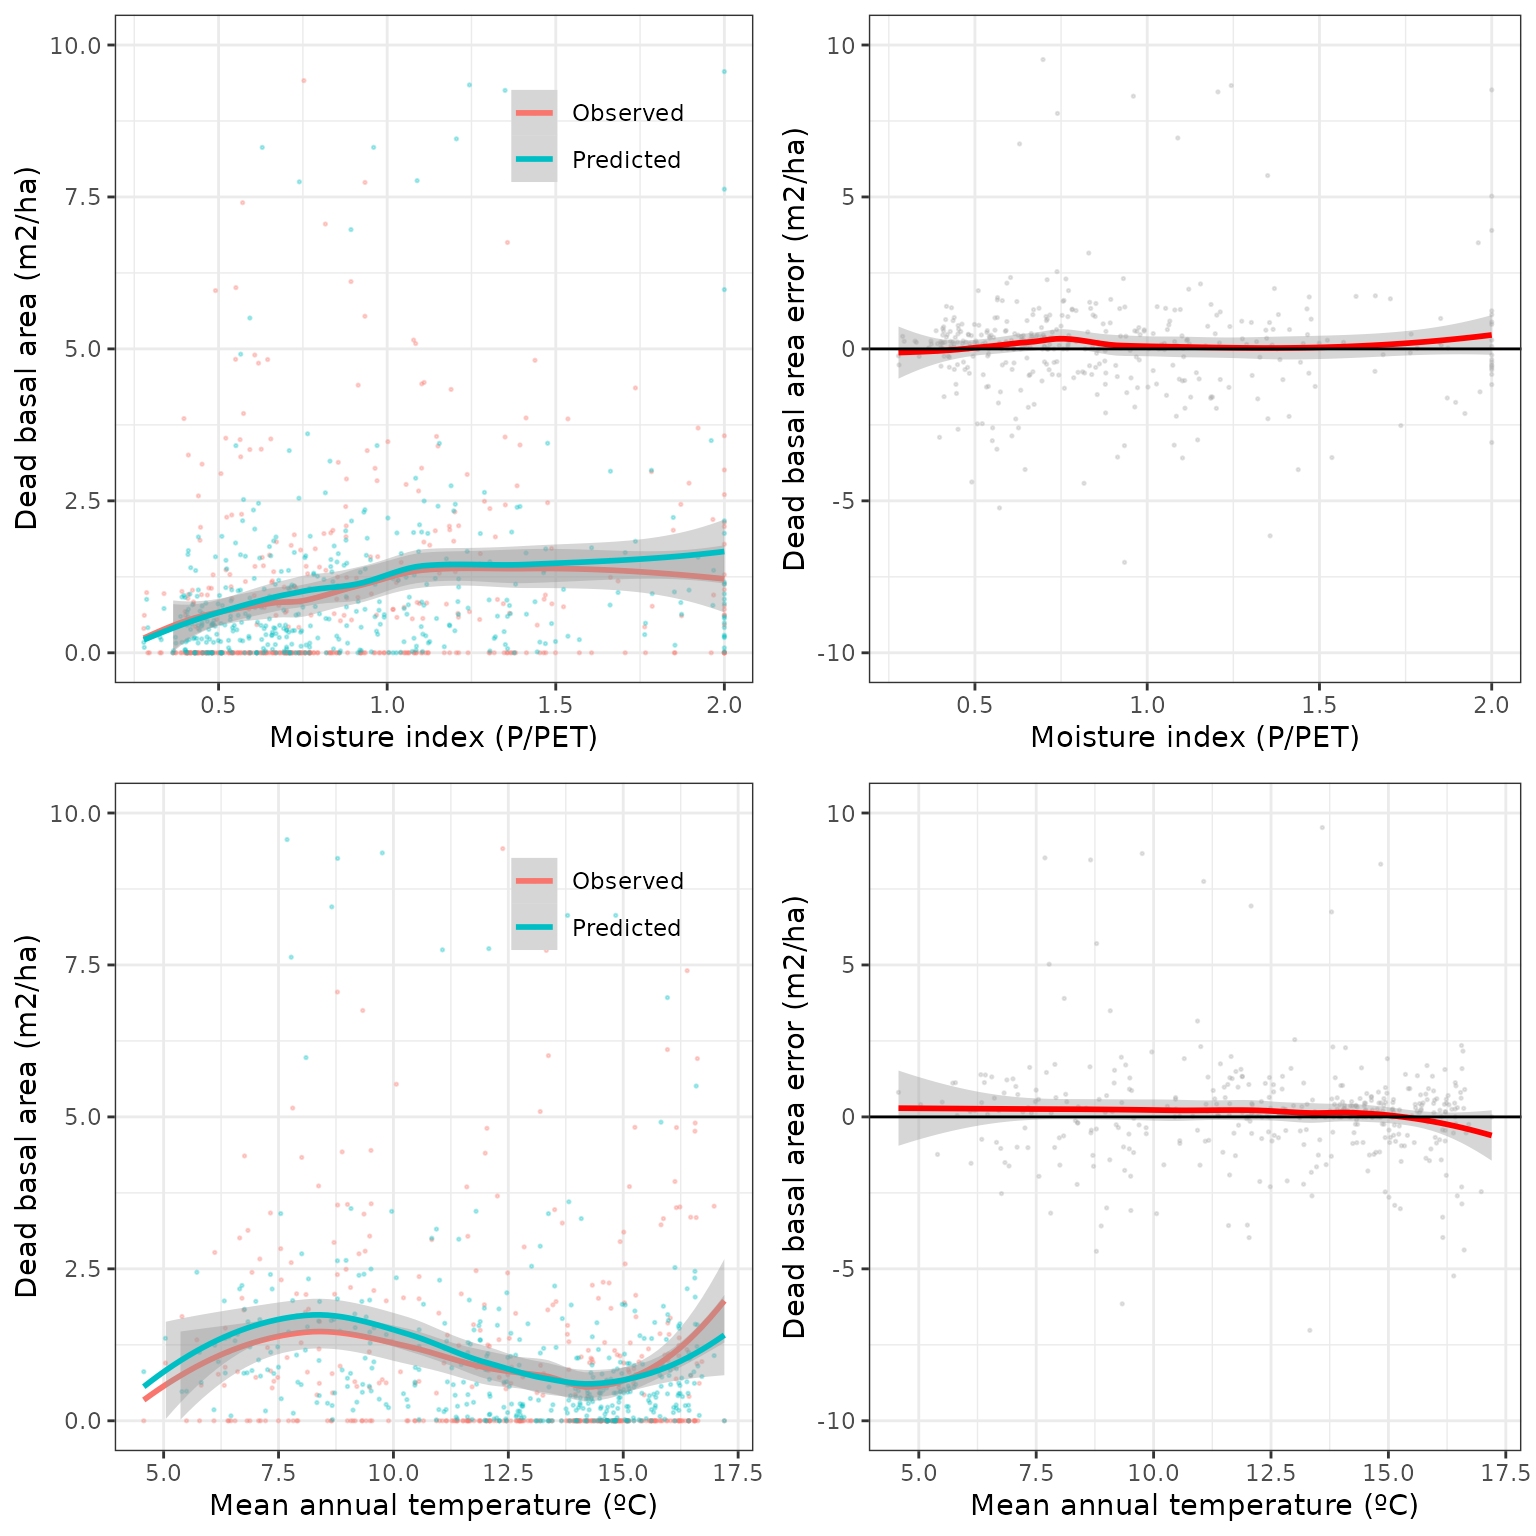 10.0
7.5
5.0
2.5
0.0
Dead basal area (m2/ha)
Observed
Predicted
0.5 1.0 1.5 2.0
Moisture index (P/PET)
10
5
0
-5
-10
Dead basal area error (m2/ha)
0.5 1.0 1.5 2.0
Moisture index (P/PET)
10.0
7.5
5.0
2.5
0.0
Dead basal area (m2/ha)
Observed
Predicted
5.0 7.5 10.0 12.5 15.0 17.5
Mean annual temperature (ºC)
10
5
0
-5
-10
Dead basal area error (m2/ha)
5.0 7.5 10.0 12.5 15.0 17.5
Mean annual temperature (ºC)